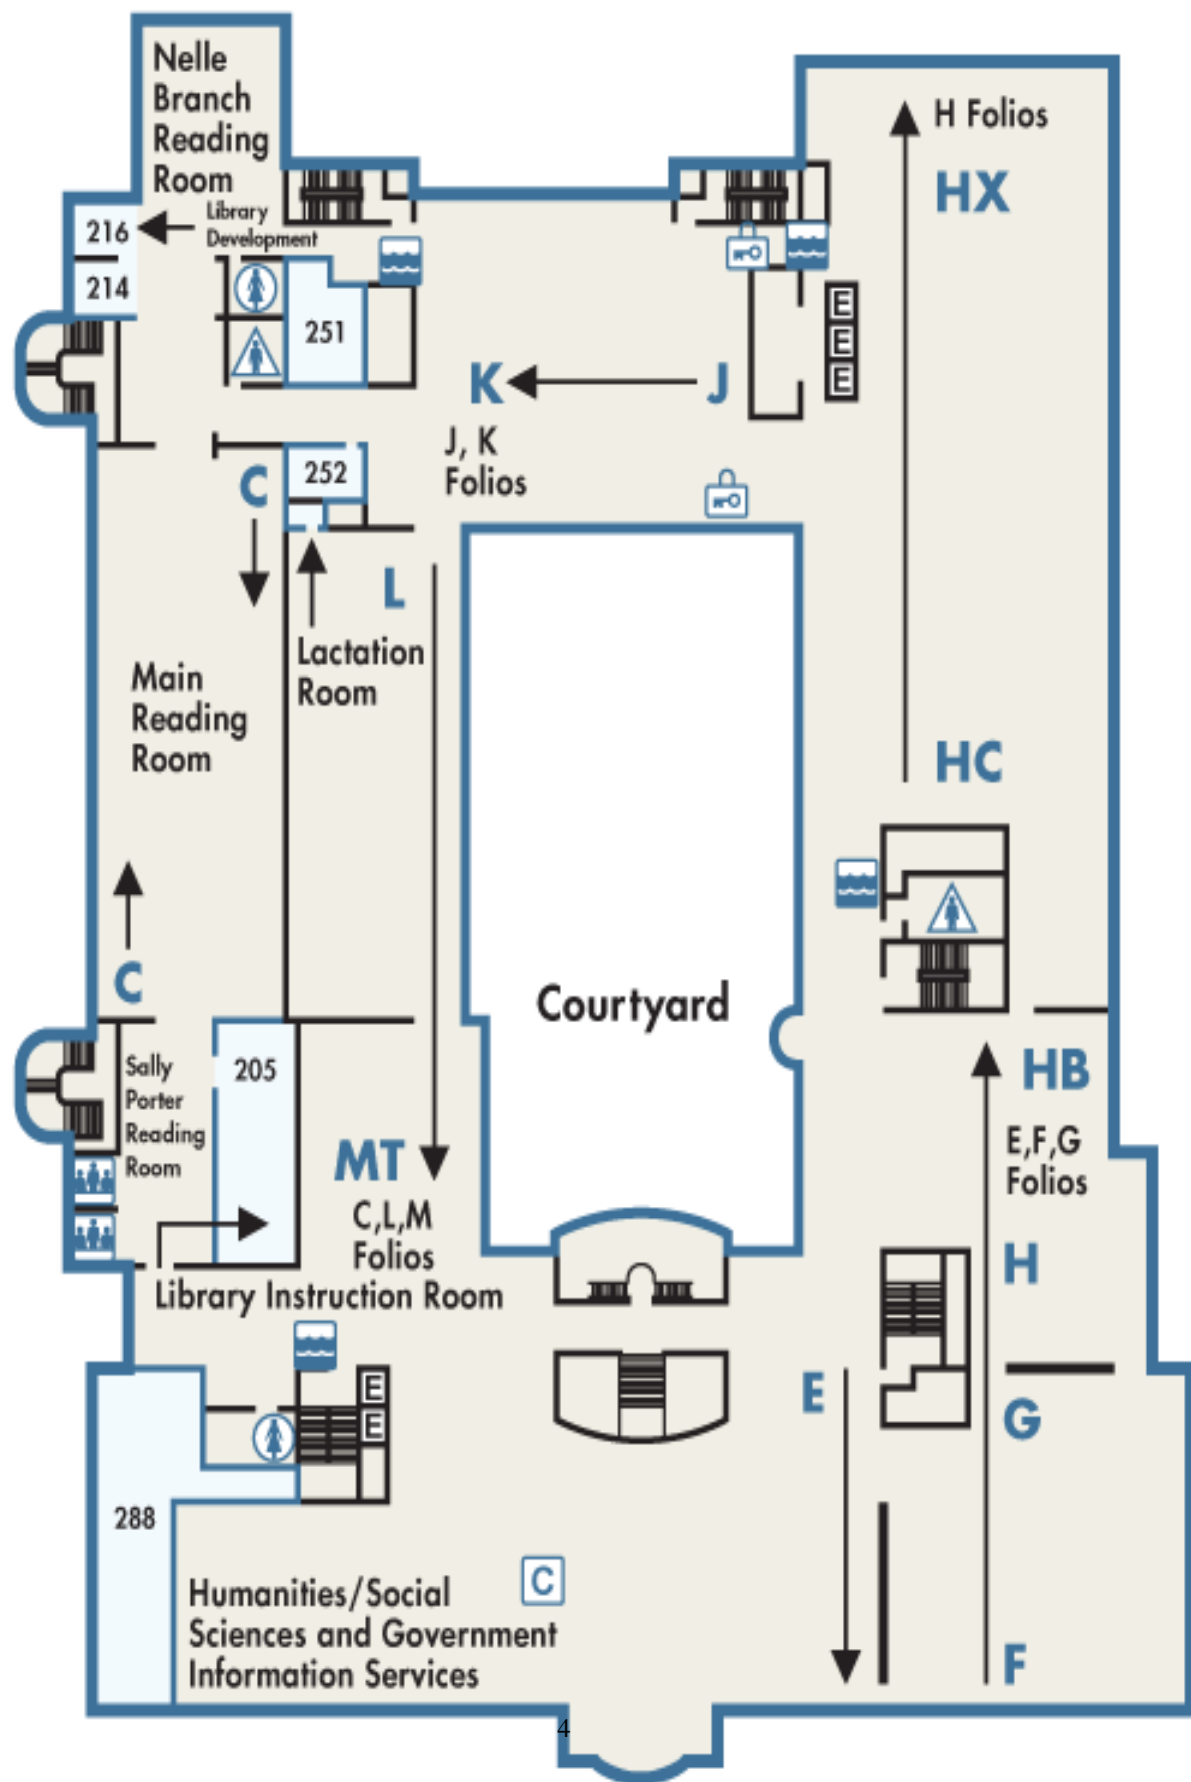 Nelle
Branch
Reading
Room
H Folios
HX
216
Library
Development
214
251
E
E
E
K
J
J, K
Folios
C
252
L
Lactation
Room
Main
Reading
Room
HC
C
Courtyard
Sally
Porter
Reading
Room
205
HB
E,F,G
Folios
MT
C,L,M
Folios
H
Library Instruction Room
E
E
E
G
288
C
Humanities/Social
Sciences and Government
Information Services
F
4